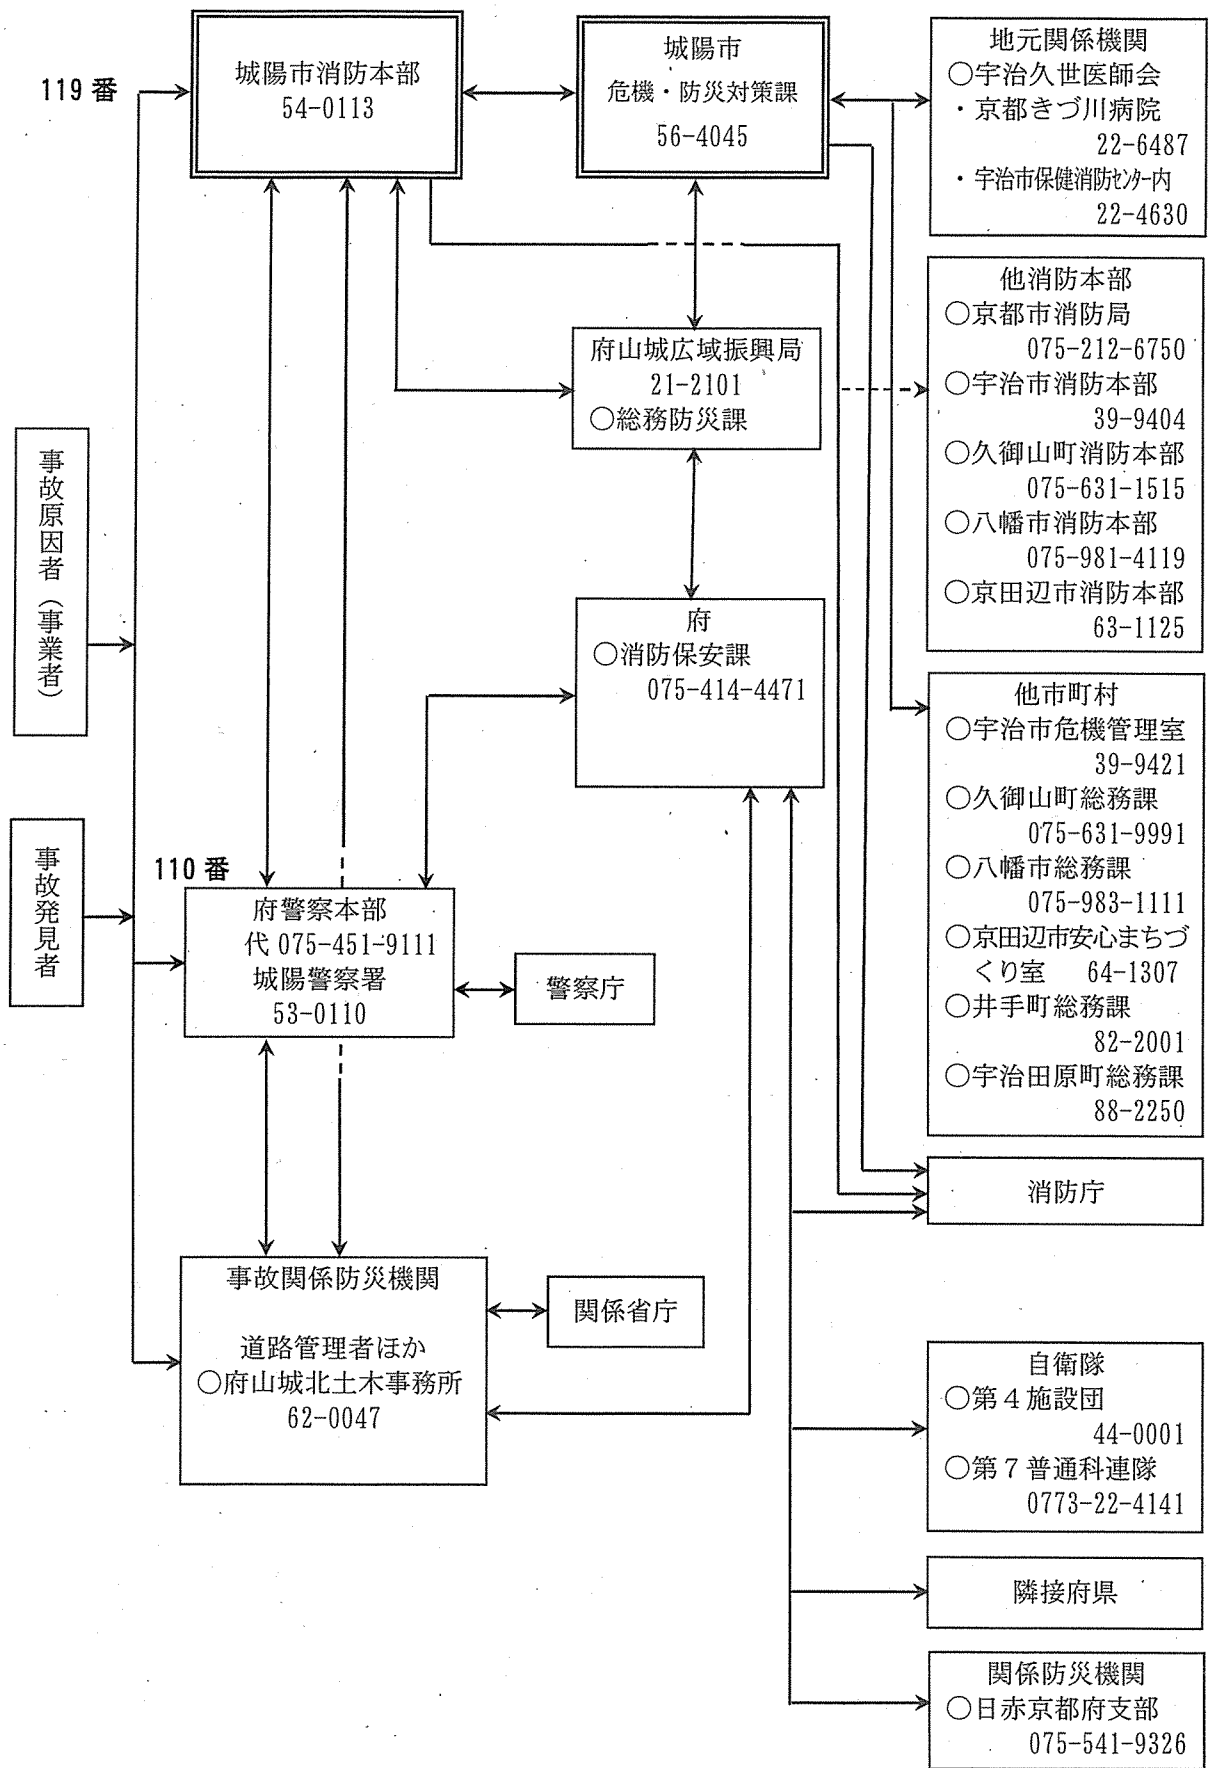 119 番
城陽市消防本部
54-0113
城陽市
危機・防災対策課
56-4045
地元関係機関
○宇治久世医師会
・京都きづ川病院
22-6487
・宇治市保健消防センター内
22-4630
他消防本部
○京都市消防局
075-212-6750
○宇治市消防本部
39-9404
○久御山町消防本部
075-631-1515
○八幡市消防本部
075-981-4119
○京田辺市消防本部
63-1125
府山城広域振興局
21-2101
○総務防災課
事故原因者（事業者）
府
○消防保安課
075-414-4471
他市町村
○宇治市危機管理室
39-9421
○久御山町総務課
075-631-9991
○八幡市総務課
075-983-1111
○京田辺市安心まちづ
くり室 64-1307
○井手町総務課
82-2001
○宇治田原町総務課
88-2250
事故発見者
110 番
府警察本部
代 075-451-9111
城陽警察署
53-0110
警察庁
消防庁
事故関係防災機関
道路管理者ほか
○府山城北土木事務所
62-0047
関係省庁
自衛隊
○第４施設団
44-0001
○第７普通科連隊
0773-22-4141
隣接府県
関係防災機関
○日赤京都府支部
075-541-9326